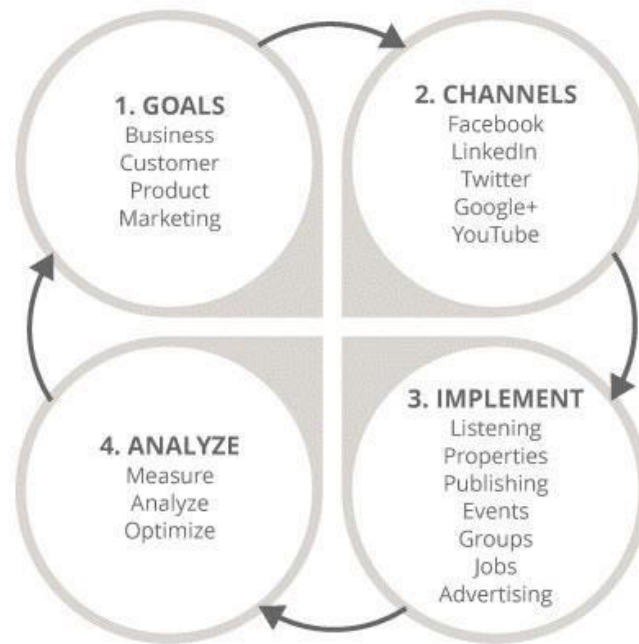 1. GOALS
Business
Customer
Product
Marketing
2. CHANNELS
Facebook
LinkedIn
Twitter
Google+
YouTube
3. IMPLEMENT
Listening
Properties
Publishing
Events
Groups
Jobs
Advertising
4. ANALYZE
Measure
Analyze
Optimize